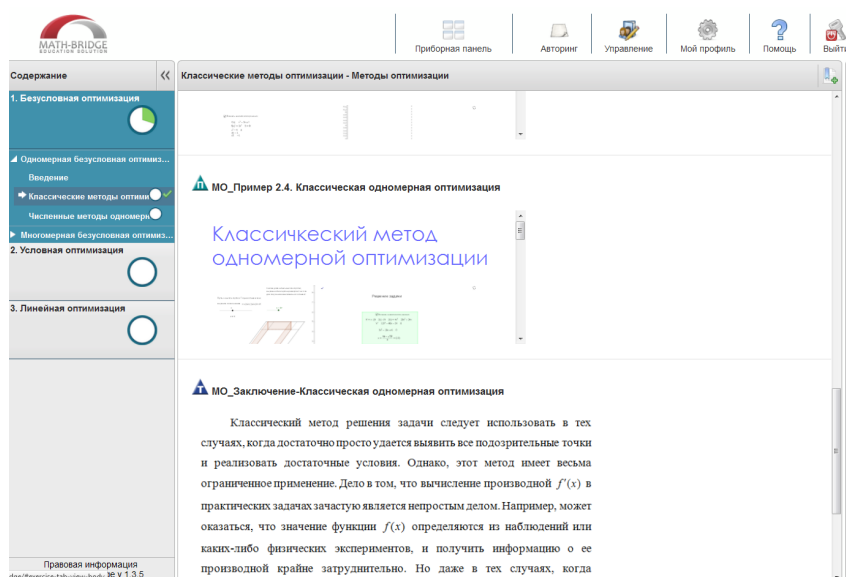 MATH-BRIDGE
EDUCATION SOLUTION
Приборная панель
Авторинг
Управление
Мой профиль
Помощь
Выйти
Содержание
Классические методы оптимизации - Методы оптимизации
1. Безусловная оптимизация
Одномерная безусловная оптимиз...
Введение
Классические методы оптими
Численные методы одномерн
Многомерная безусловная оптимиз...
2. Условная оптимизация
3. Линейная оптимизация
МО_Пример 2.4. Классическая одномерная оптимизация
Классичкеский метод
одномерной оптимизации
МО_Заключение-Классическая одномерная оптимизация
Классический метод решения задачи следует использовать в тех
случаях, когда достаточно просто удается выявить все подозрительные точки
и реализовать достаточные условия. Однако, этот метод имеет весьма
ограниченное применение. Дело в том, что вычисление производной f′(x) в
практических задачах зачастую является непростым делом. Например, может
оказаться, что значение функции f(x) определяются из наблюдений или
каких-либо физических экспериментов, и получить информацию о ее
производной крайне затруднительно. Но даже в тех случаях, когда
Правовая информация